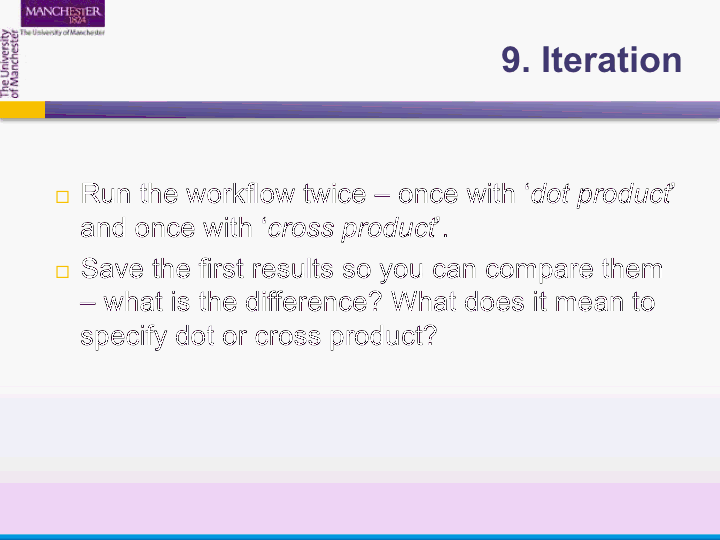 MANCHESTER
1824
The University of Manchester
The University
of Manchester
9. Iteration
Run the workflow twice – once with ‘dot product’
and once with ‘cross product’.
Save the first results so you can compare them
– what is the difference? What does it mean to
specify dot or cross product?